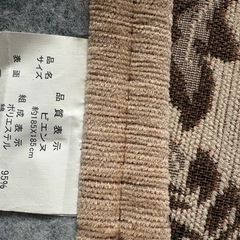 品質表示
品名 ビエンヌ
サイズ 約185X185cm
組成表示
表面 ポリエステル 95%